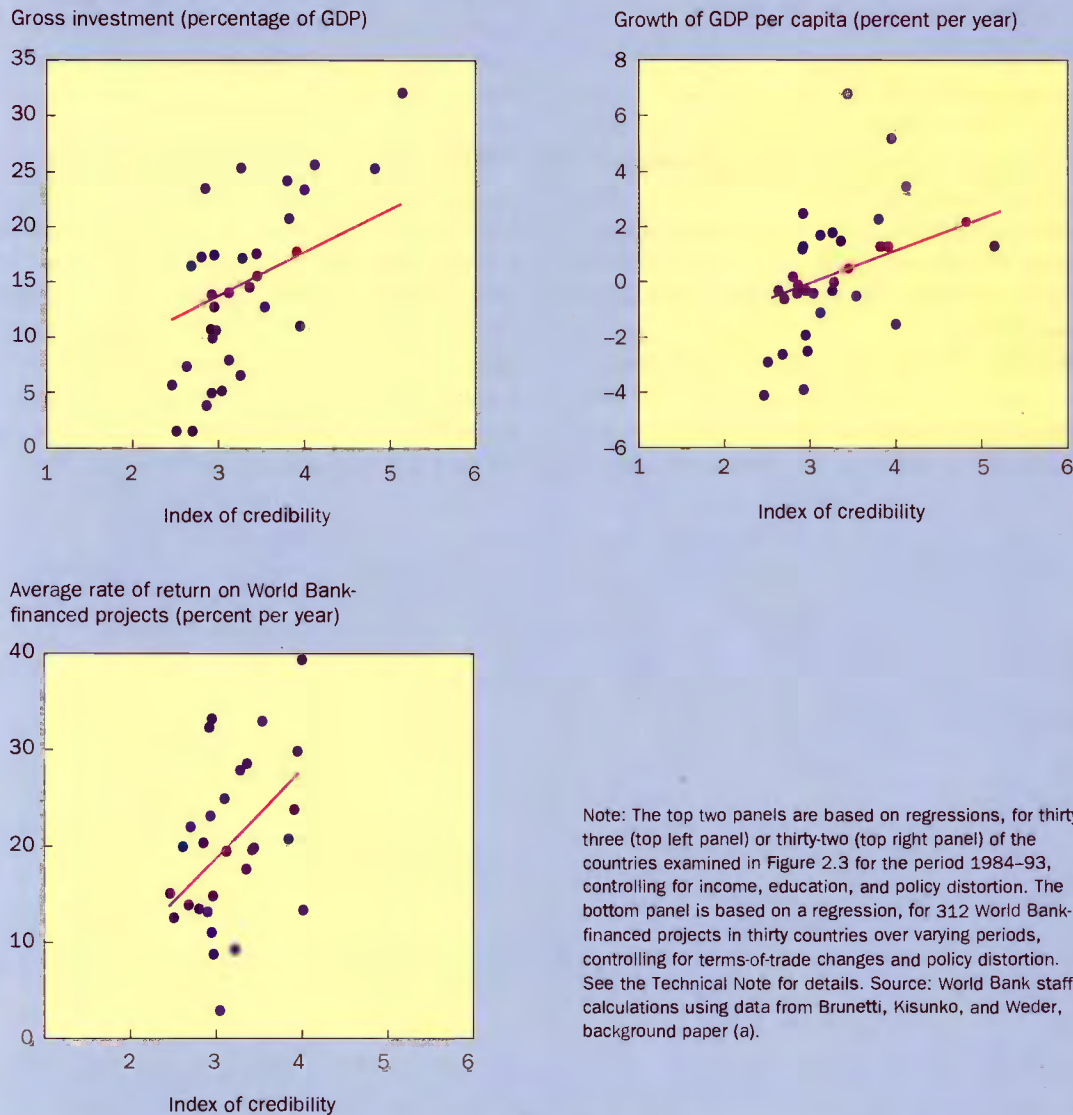 Gross investment (percentage of GDP)
35
30
25
20
15
10
5
0
1 2 3 4 5 6
Index of credibility
Growth of GDP per capita (percent per year)
8
6
4
2
0
−2
−4
−6
1 2 3 4 5 6
Index of credibility
Average rate of return on World Bank-
financed projects (percent per year)
40
30
20
10
0
2 3 4 5 6
Index of credibility
Note: The top two panels are based on regressions, for thirty
three (top left panel) or thirty-two (top right panel) of the
countries examined in Figure 2.3 for the period 1984–93,
controlling for income, education, and policy distortion. The
bottom panel is based on a regression, for 312 World Bank-
financed projects in thirty countries over varying periods,
controlling for terms-of-trade changes and policy distortion.
See the Technical Note for details. Source: World Bank staff
calculations using data from Brunetti, Kisunko, and Weder,
background paper (a).